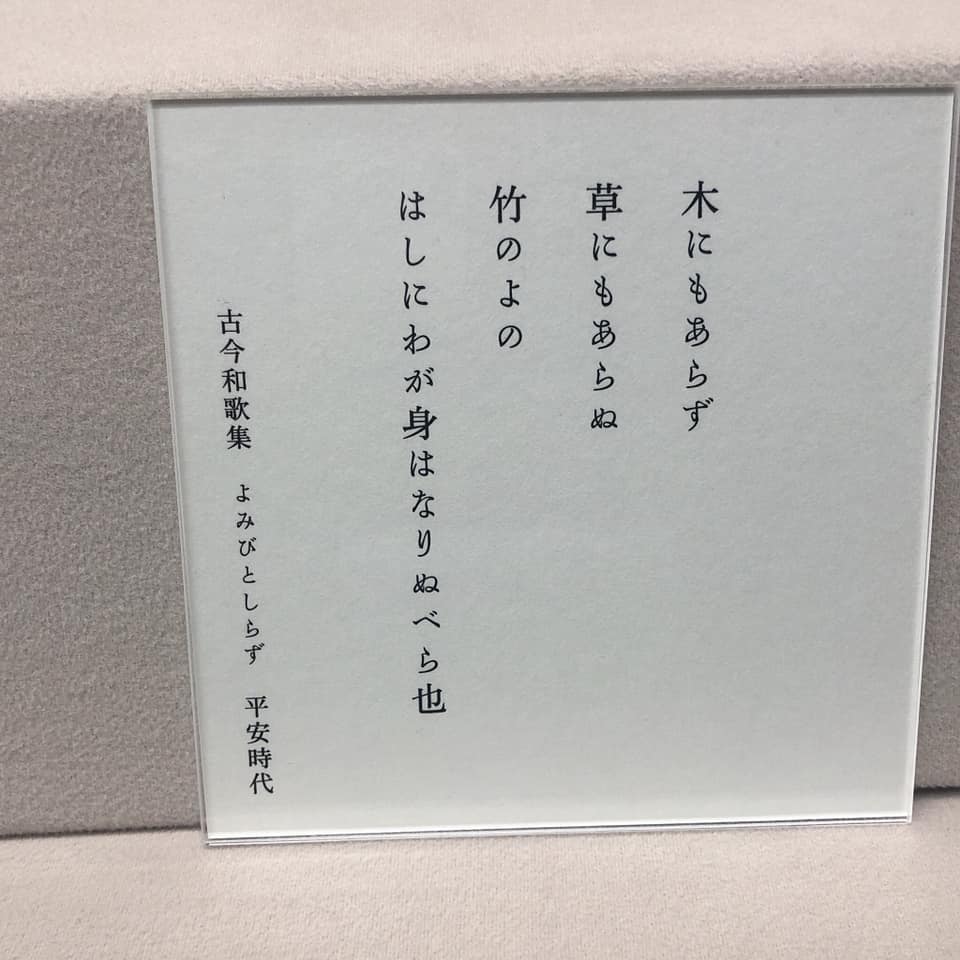 木にもあらず
草にもあらぬ
竹のよの
はしにわが身はなりぬべら也
古今和歌集　よみびとしらず　平安時代